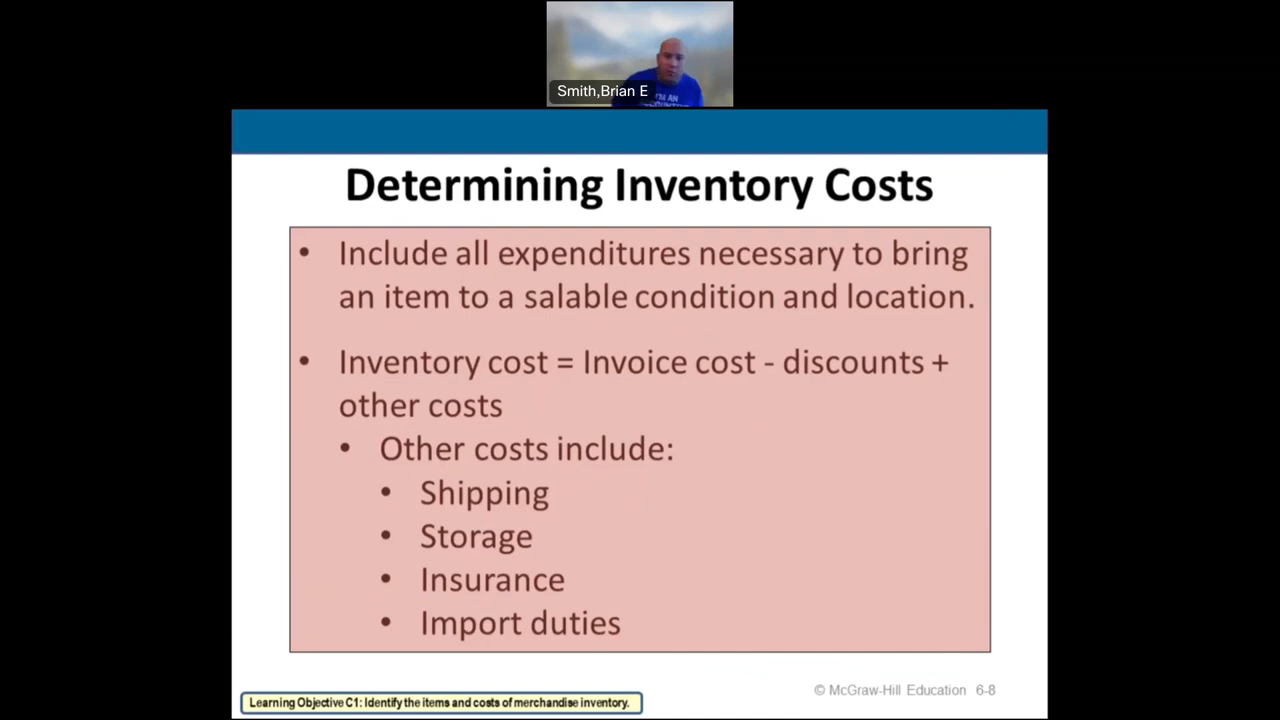 Smith,Brian E
I'M AN
Determining Inventory Costs
• Include all expenditures necessary to bring
an item to a salable condition and location.
• Inventory cost = Invoice cost - discounts +
other costs
• Other costs include:
• Shipping
• Storage
• Insurance
• Import duties
Learning Objective C1: Identify the items and costs of merchandise inventory.
© McGraw-Hill Education 6-8